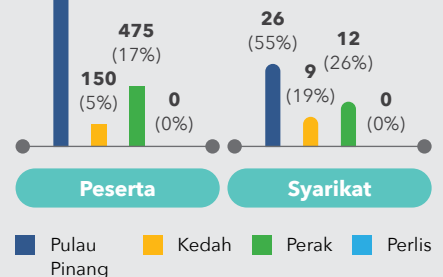 475
(17%)
150
(5%)
0
(0%)
26
(55%)
9
(19%)
12
(26%)
0
(0%)
Peserta
Syarikat
Pulau
Pinang
Kedah
Perak
Perlis